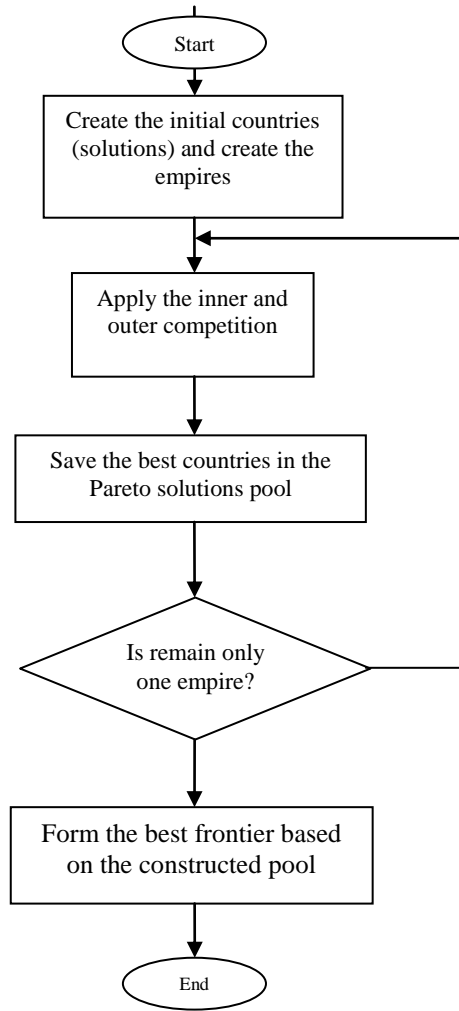 Start
Create the initial countries
(solutions) and create the
empires
Apply the inner and
outer competition
Save the best countries in the
Pareto solutions pool
Is remain only
one empire?
Form the best frontier based
on the constructed pool
End